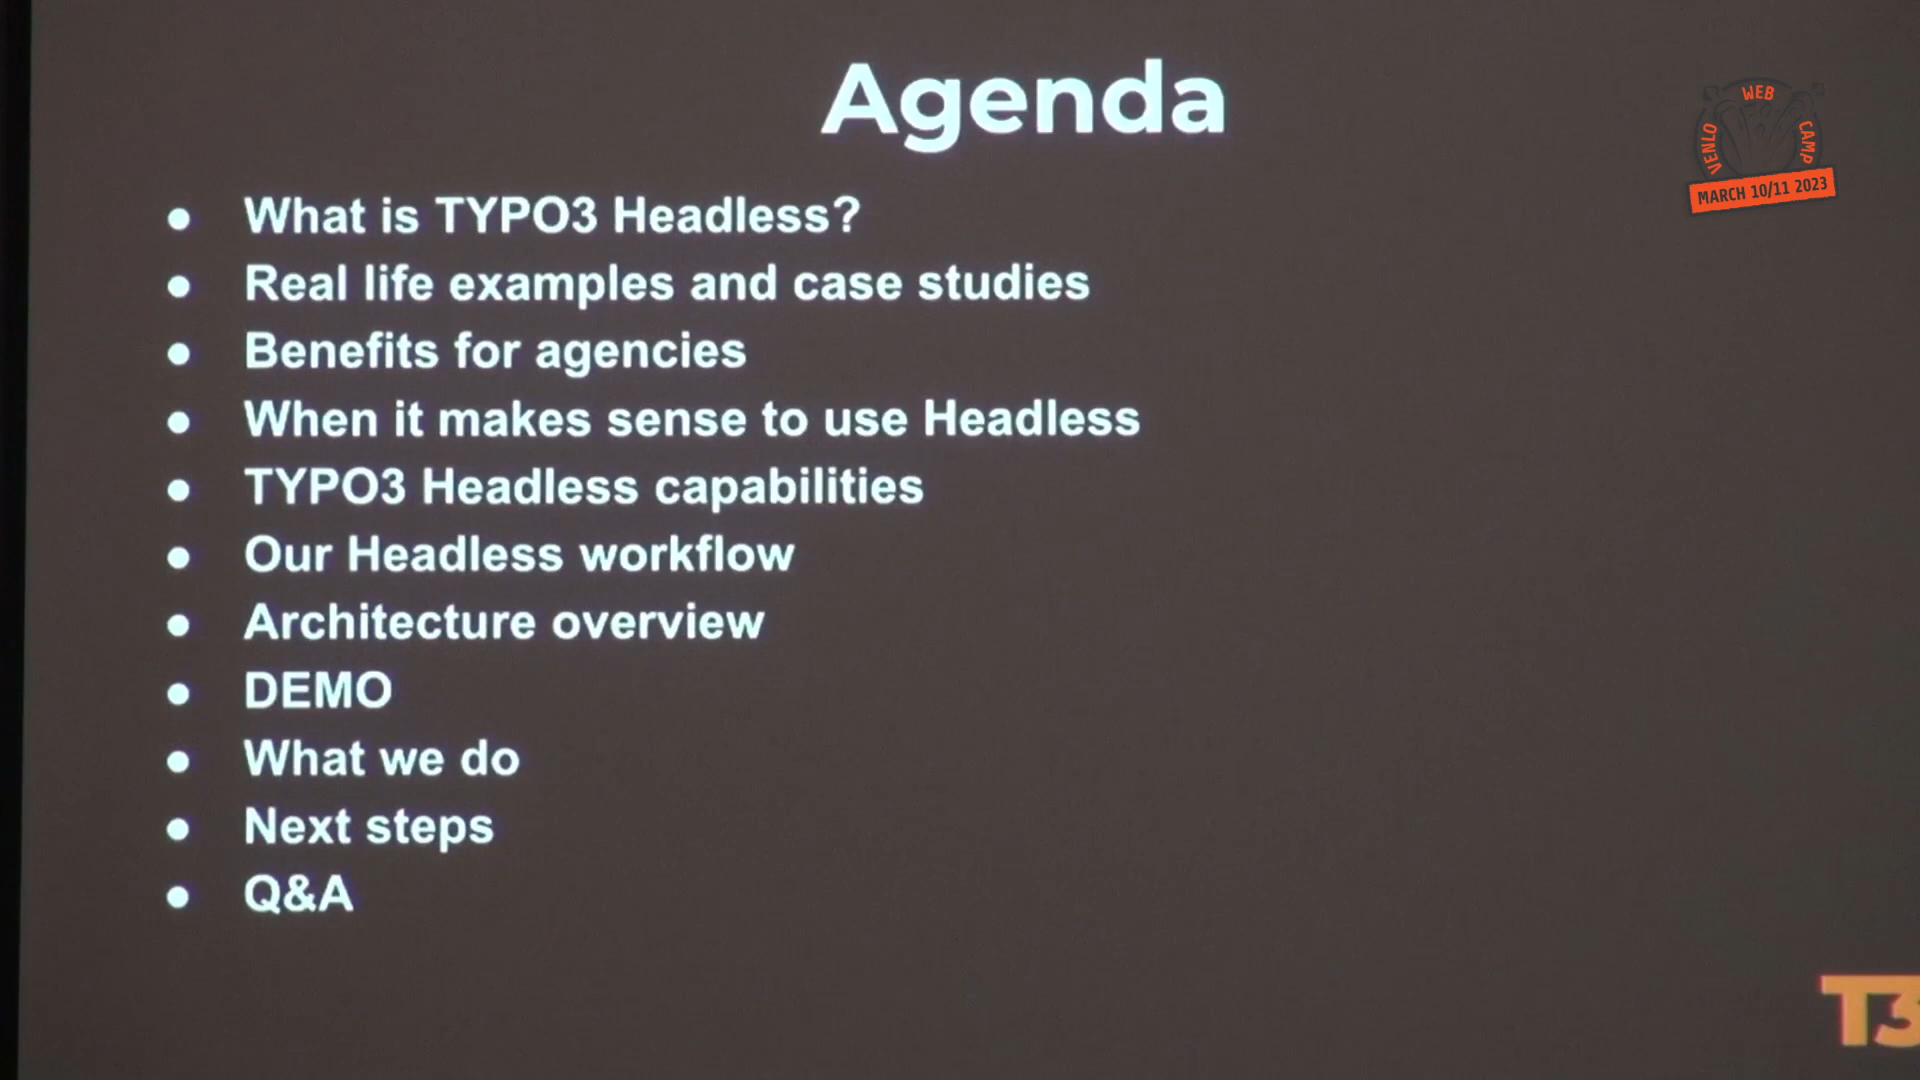 Agenda
WEB
VENLO
CAMP
MARCH 10/11 2023
● What is TYPO3 Headless?
● Real life examples and case studies
● Benefits for agencies
● When it makes sense to use Headless
● TYPO3 Headless capabilities
● Our Headless workflow
● Architecture overview
● DEMO
● What we do
● Next steps
● Q&A
T3